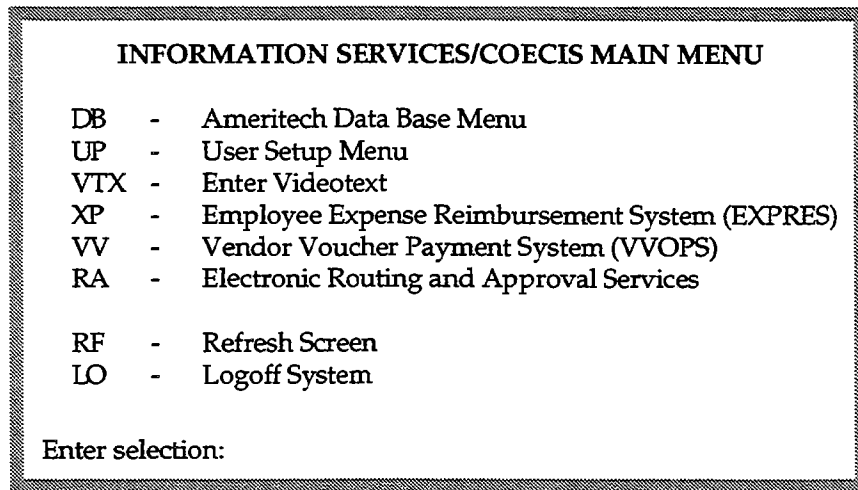 INFORMATION SERVICES/COECIS MAIN MENU
DB - Ameritech Data Base Menu
UP - User Setup Menu
VTX - Enter Videotext
XP - Employee Expense Reimbursement System (EXPRES)
VV - Vendor Voucher Payment System (VVOPS)
RA - Electronic Routing and Approval Services
RF - Refresh Screen
LO - Logoff System
Enter selection: